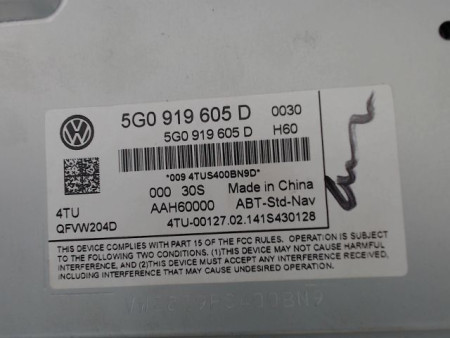 5G0 919 605 D 0030
5G0 919 605 D H60
*009 4TUS400BN9D*
000 30S Made in China
4TU AAH60000 ABT-Std-Nav
QFVW204D 4TU-00127.02.141S430128
THIS DEVICE COMPLIES WITH PART 15 OF THE FCC RULES. OPERATION IS SUBJECT
TO THE FOLLOWING TWO CONDITIONS. (1)THIS DEVICE MAY NOT CAUSE HARMFUL
INTERFERENCE, AND (2)THIS DEVICE MUST ACCEPT ANY INTERFERENCE RECEIVED,
INCLUDING INTERFERENCE THAT MAY CAUSE UNDESIRED OPERATION.